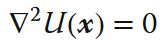 ∇²U(𝒙) = 0